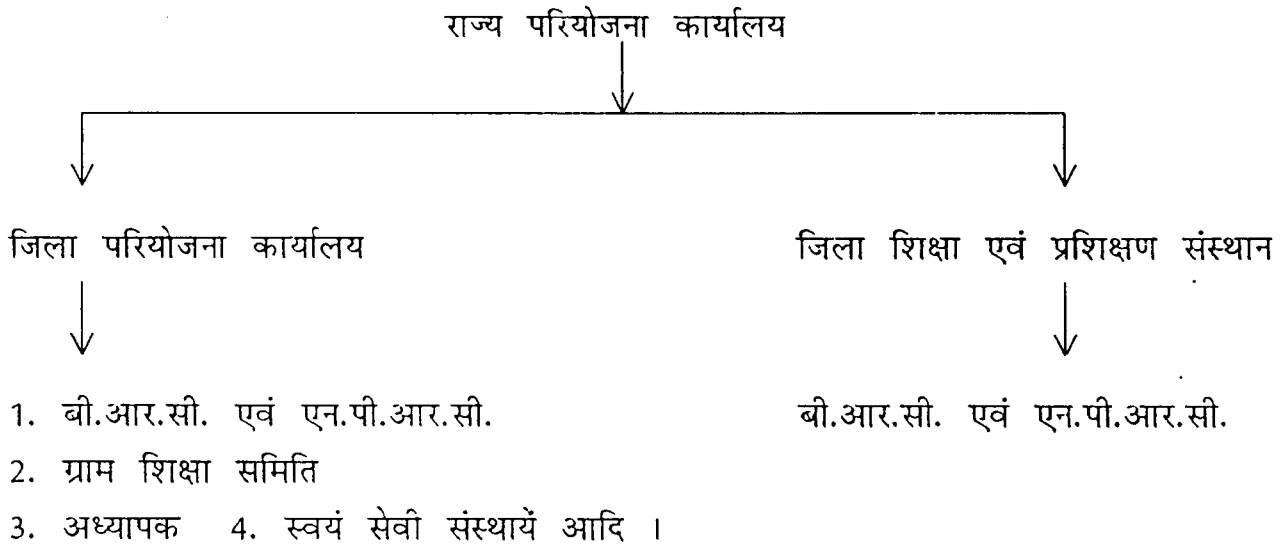 राज्य परियोजना कार्यालय
जिला परियोजना कार्यालय
जिला शिक्षा एवं प्रशिक्षण संस्थान
1. बी.आर.सी. एवं एन.पी.आर.सी.
बी.आर.सी. एवं एन.पी.आर.सी.
2. ग्राम शिक्षा समिति
3. अध्यापक 4. स्वयं सेवी संस्थायें आदि ।